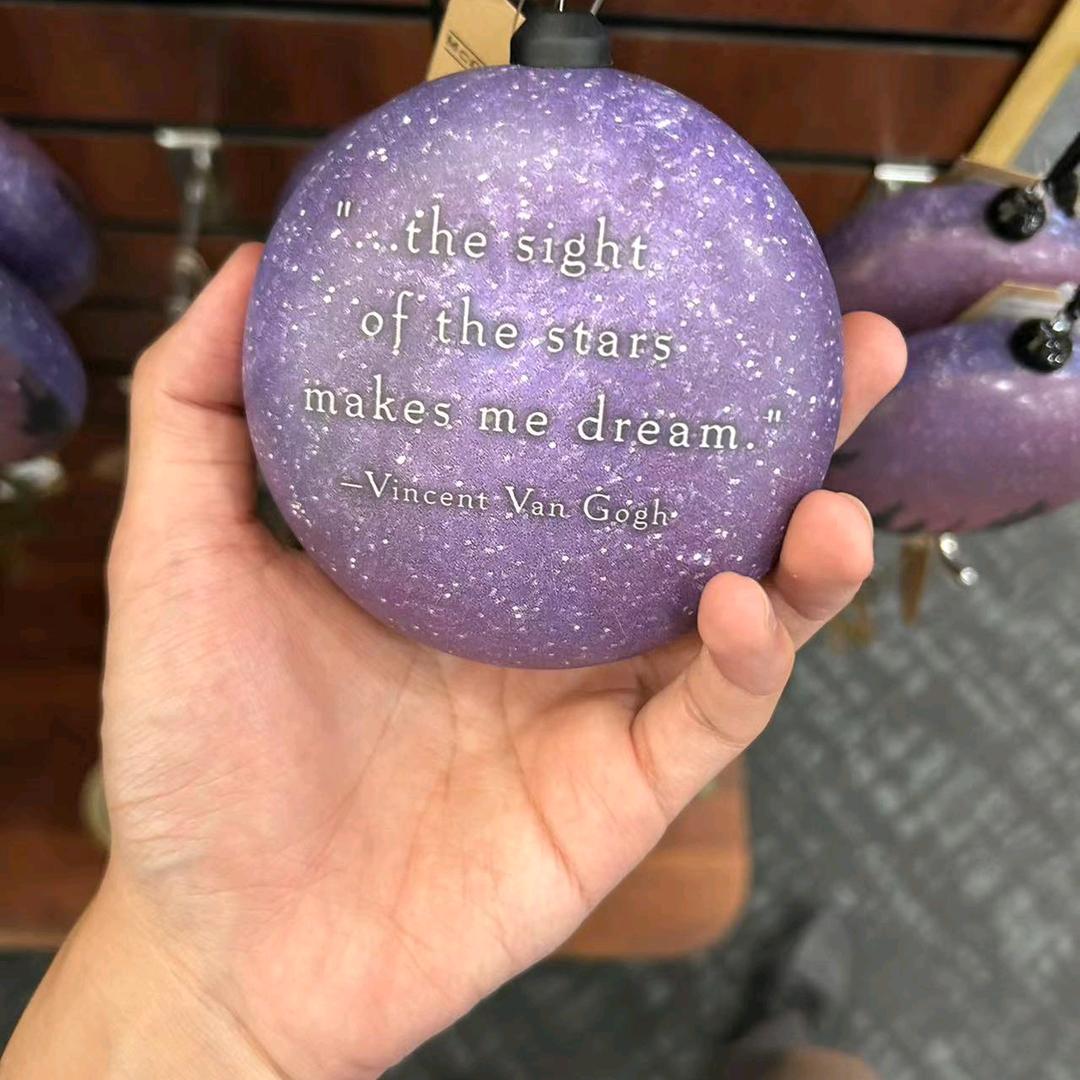 "...the sight
of the stars
makes me dream."
—Vincent Van Gogh